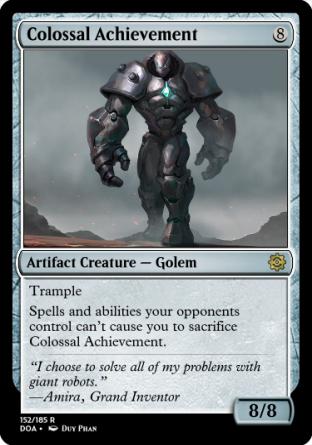 Colossal Achievement 8
Artifact Creature — Golem
Trample
Spells and abilities your opponents
control can't cause you to sacrifice
Colossal Achievement.
"I choose to solve all of my problems with
giant robots."
—Amira, Grand Inventor
8/8
152/185 R
DOA • Duy Phan